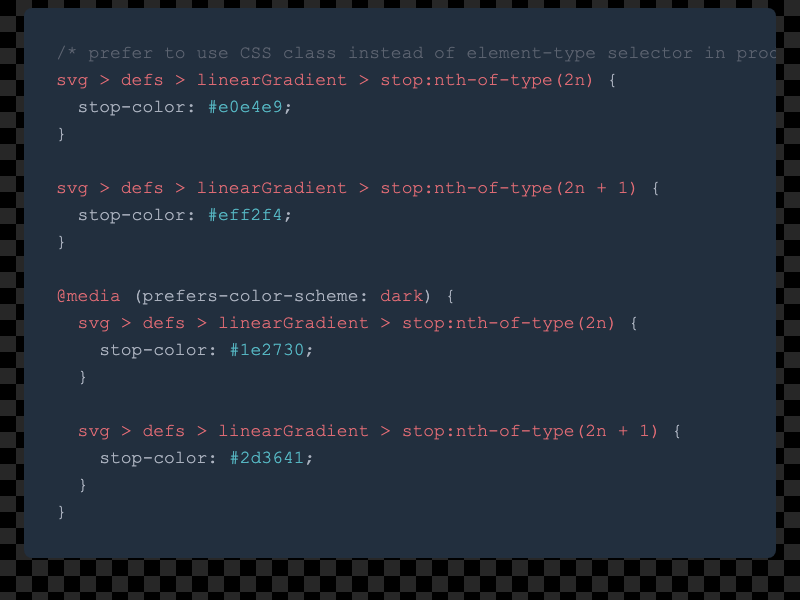 /* prefer to use CSS class instead of element-type selector in
svg > defs > linearGradient > stop:nth-of-type(2n) {
stop-color: #e0e4e9;
}
svg > defs > linearGradient > stop:nth-of-type(2n + 1) {
stop-color: #eff2f4;
}
@media (prefers-color-scheme: dark) {
svg > defs > linearGradient > stop:nth-of-type(2n) {
stop-color: #1e2730;
}
svg > defs > linearGradient > stop:nth-of-type(2n + 1) {
stop-color: #2d3641;
}
}